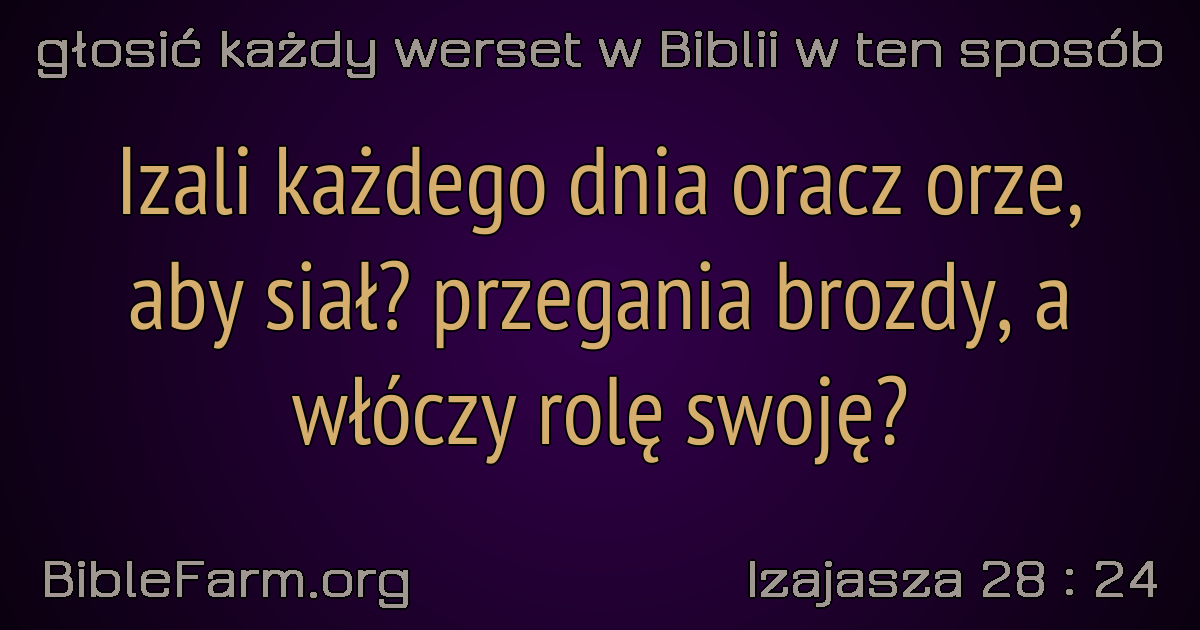 głosić każdy werset w Biblii w ten sposób
Izali każdego dnia oracz orze,
aby siał? przegania brozdy, a
włóczy rolę swoję?
BibleFarm.org
Izajasza 28 : 24